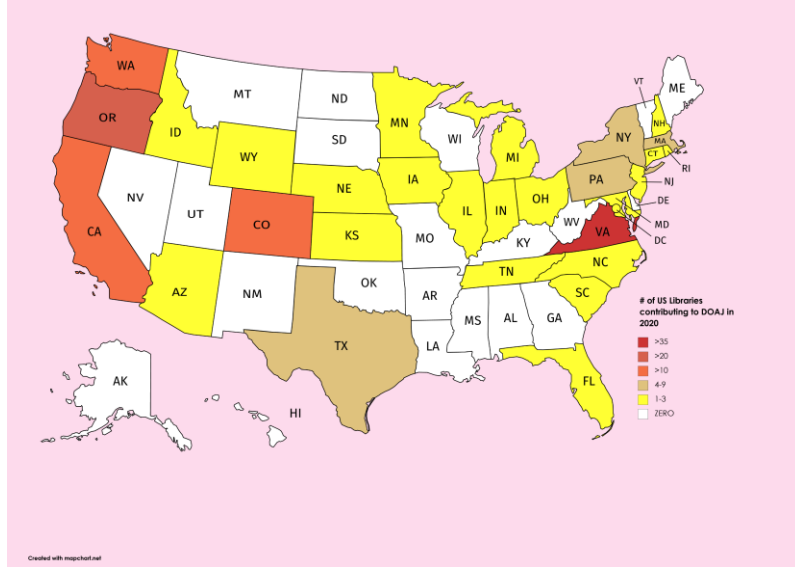 WA
MT
ND
MN
VT
ME
OR
ID
SD
WI
NH
NY
MA
WY
MI
CT
RI
NE
IA
PA
NJ
NV
UT
CO
IL
IN
OH
DE
CA
KS
MO
WV
VA
MD
KY
DC
AZ
NM
OK
TN
NC
AR
SC
TX
MS
AL
GA
LA
AK
FL
HI
# of US Libraries
contributing to DOAJ in
2020
>35
>20
>10
4-9
1-3
ZERO
Created with mapchart.net